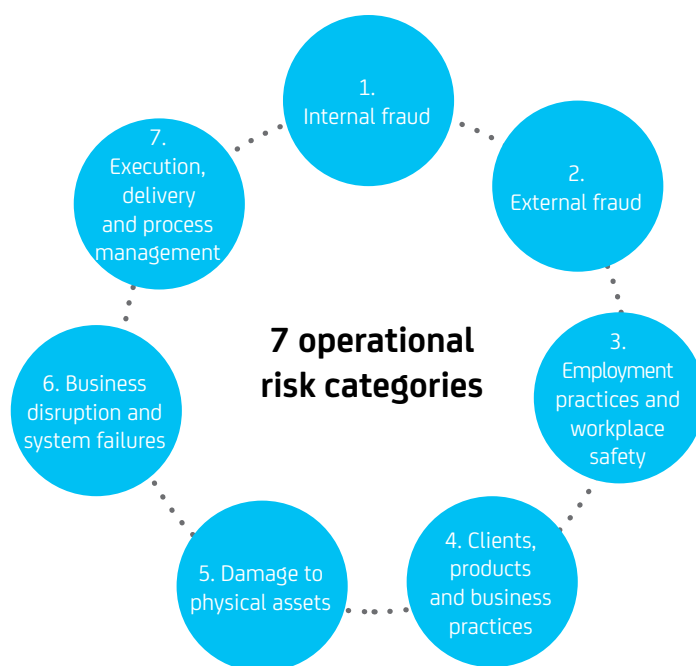 1.
Internal fraud
2.
External fraud
3.
Employment
practices and
workplace
safety
4. Clients,
products
and business
practices
5. Damage to
physical assets
6. Business
disruption and
system failures
7.
Execution,
delivery
and process
management
7 operational
risk categories